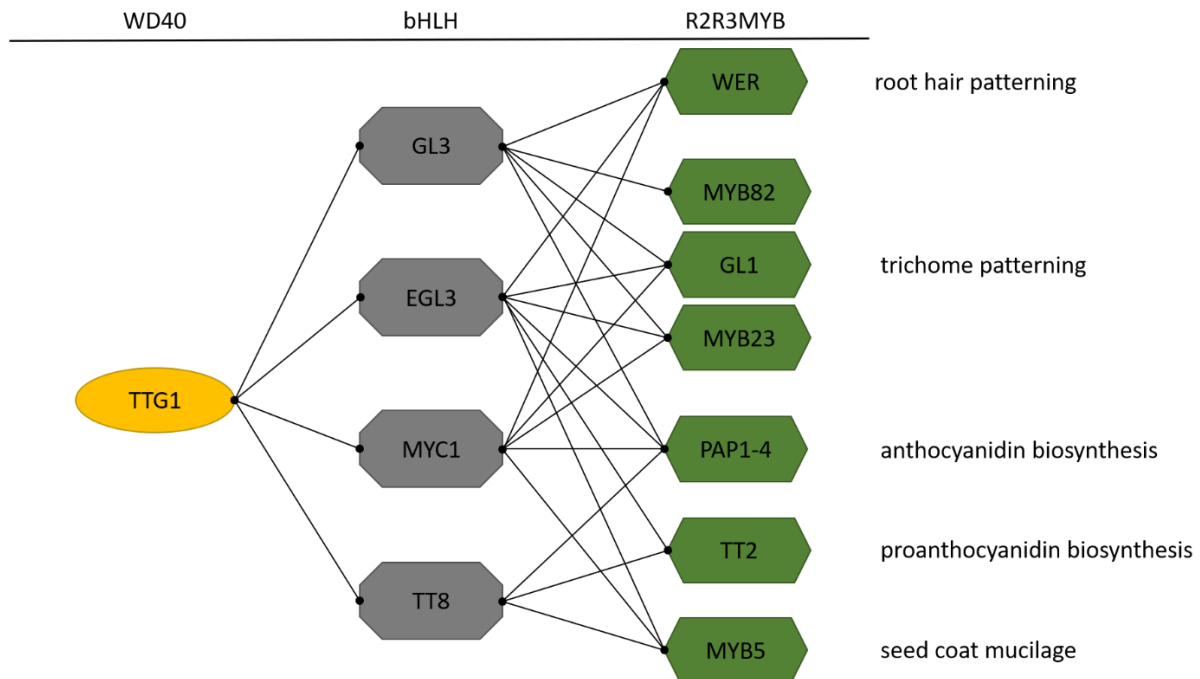 WD40 bHLH R2R3MYB
WER root hair patterning
GL3
MYB82
GL1 trichome patterning
EGL3
MYB23
TTG1
MYC1 PAP1-4 anthocyanidin biosynthesis
TT2 proanthocyanidin biosynthesis
TT8
MYB5 seed coat mucilage